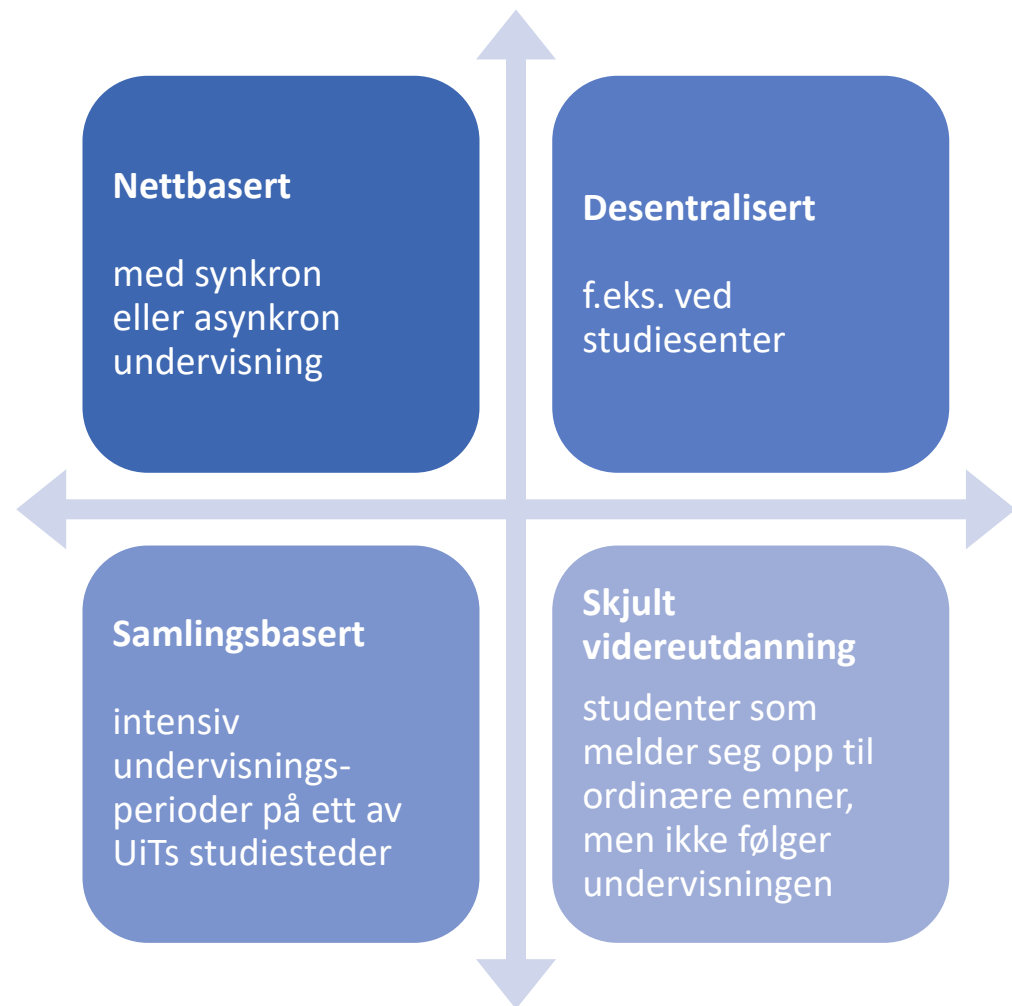 Nettbasert
med synkron
eller asynkron
undervisning
Desentralisert
f.eks. ved
studiesenter
Samlingsbasert
intensiv
undervisnings-
perioder på ett av
UiTs studiesteder
Skjult
videreutdanning
studenter som
melder seg opp til
ordinære emner,
men ikke følger
undervisningen